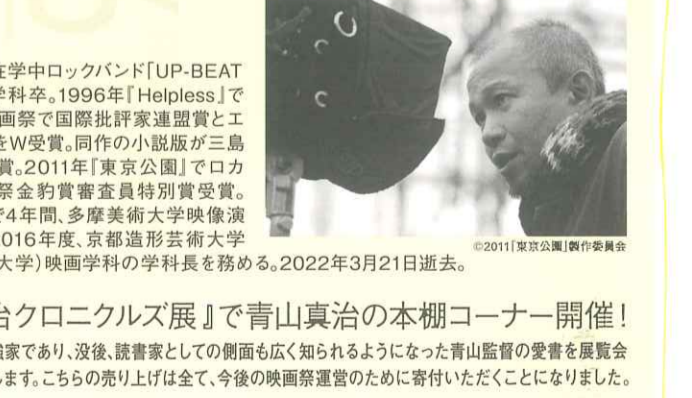 在学中ロックバンド「UP-BEAT
学科卒。1996年『Helpless』で
画祭で国際批評家連盟賞とエ
をW受賞。同作の小説版が三島
賞。2011年『東京公園』でロカ
祭金豹賞審査員特別賞受賞。
で4年間、多摩美術大学映像演
2016年度、京都造形芸術大学
大学）映画学科の学科長を務める。2022年3月21日逝去。
©2011『東京公園』製作委員会
治クロニクルズ展』で青山真治の本棚コーナー開催！
強家であり、没後、読書家としての側面も広く知られるようになった青山監督の愛書を展覧会
します。こちらの売り上げは全て、今後の映画祭運営のために寄付いただくことになりました。